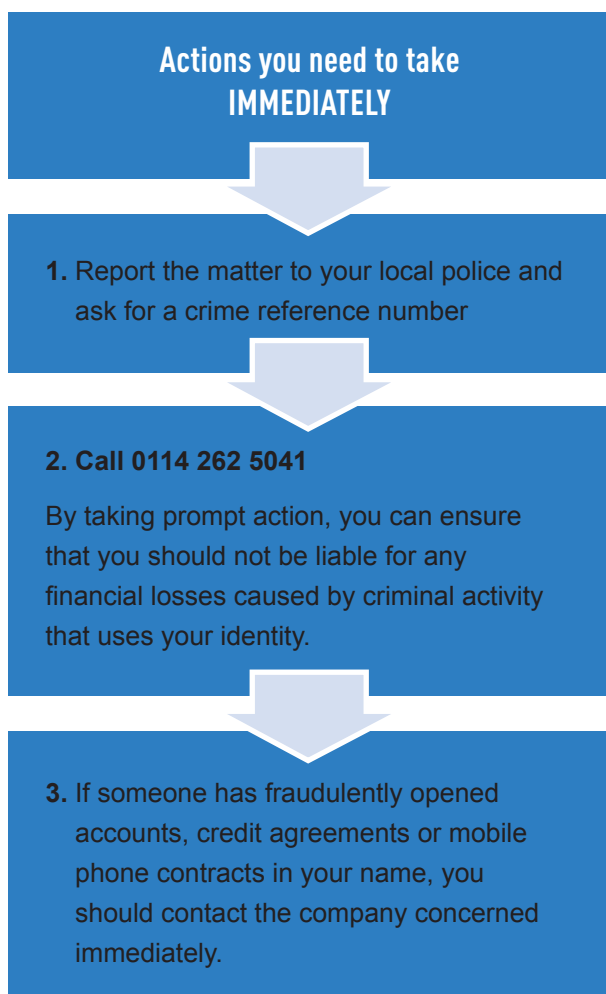 Actions you need to take
IMMEDIATELY
1. Report the matter to your local police and
ask for a crime reference number
2. Call 0114 262 5041
By taking prompt action, you can ensure
that you should not be liable for any
financial losses caused by criminal activity
that uses your identity.
3. If someone has fraudulently opened
accounts, credit agreements or mobile
phone contracts in your name, you
should contact the company concerned
immediately.